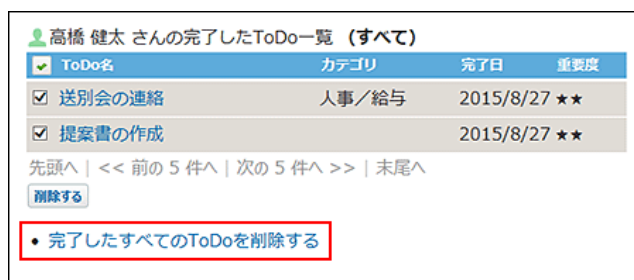 高橋 健太 さんの完了したToDo一覧 (すべて)
ToDo名 カテゴリ 完了日 重要度
送別会の連絡 人事／給与 2015/8/27 ★★
提案書の作成 2015/8/27 ★★
先頭へ | << 前の 5 件へ | 次の 5 件へ >> | 末尾へ
削除する
• 完了したすべてのToDoを削除する